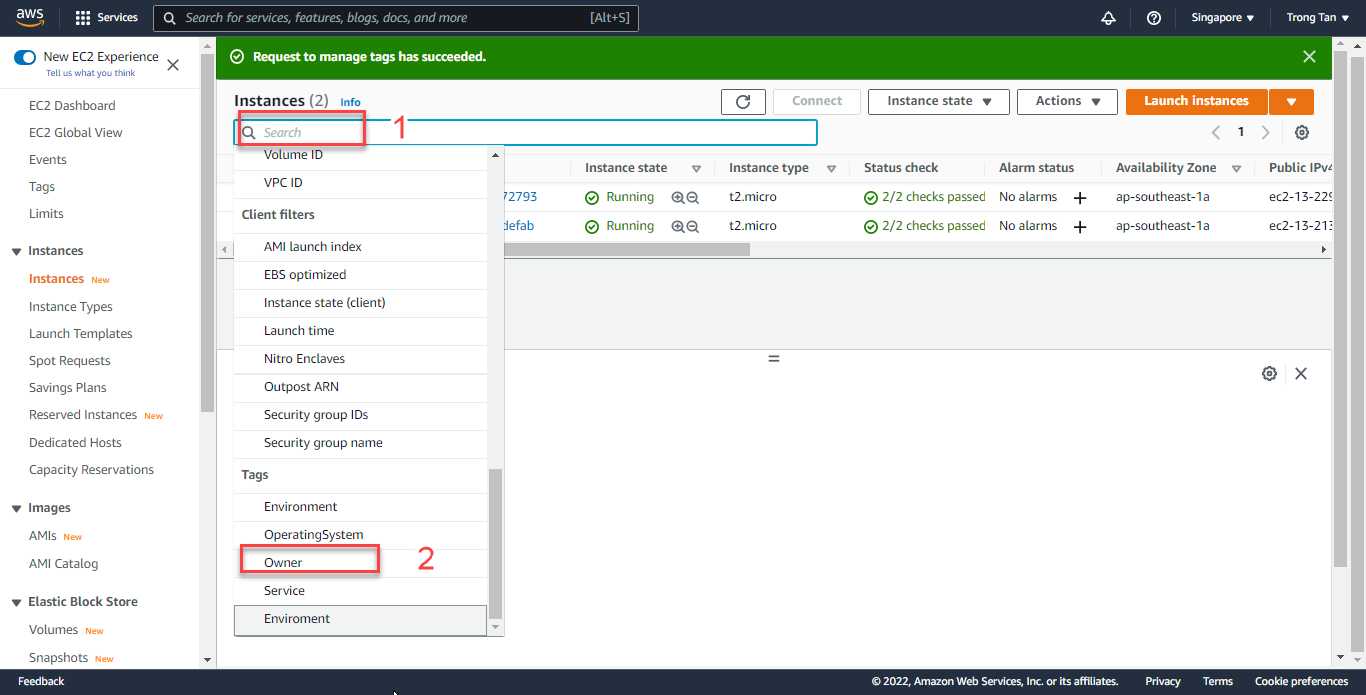 aws
Services
Search for services, features, blogs, docs, and more
[Alt+S]
Singapore
Trong Tan
New EC2 Experience
Tell us what you think
EC2 Dashboard
EC2 Global View
Events
Tags
Limits
Instances
Instances New
Instance Types
Launch Templates
Spot Requests
Savings Plans
Reserved Instances New
Dedicated Hosts
Capacity Reservations
Images
AMIs New
AMI Catalog
Elastic Block Store
Volumes New
Snapshots New
Request to manage tags has succeeded.
Instances (2) Info
Connect
Instance state
Actions
Launch instances
Search
1
1
Volume ID
VPC ID
Client filters
AMI launch index
EBS optimized
Instance state (client)
Launch time
Nitro Enclaves
Outpost ARN
Security group IDs
Security group name
Tags
Environment
OperatingSystem
Owner
2
Service
Enviroment
Instance state Instance type Status check Alarm status Availability Zone Public IPv4
72793 Running t2.micro 2/2 checks passed No alarms + ap-southeast-1a ec2-13-229
defab Running t2.micro 2/2 checks passed No alarms + ap-southeast-1a ec2-13-213
Feedback
© 2022, Amazon Web Services, Inc. or its affiliates.
Privacy
Terms
Cookie preferences